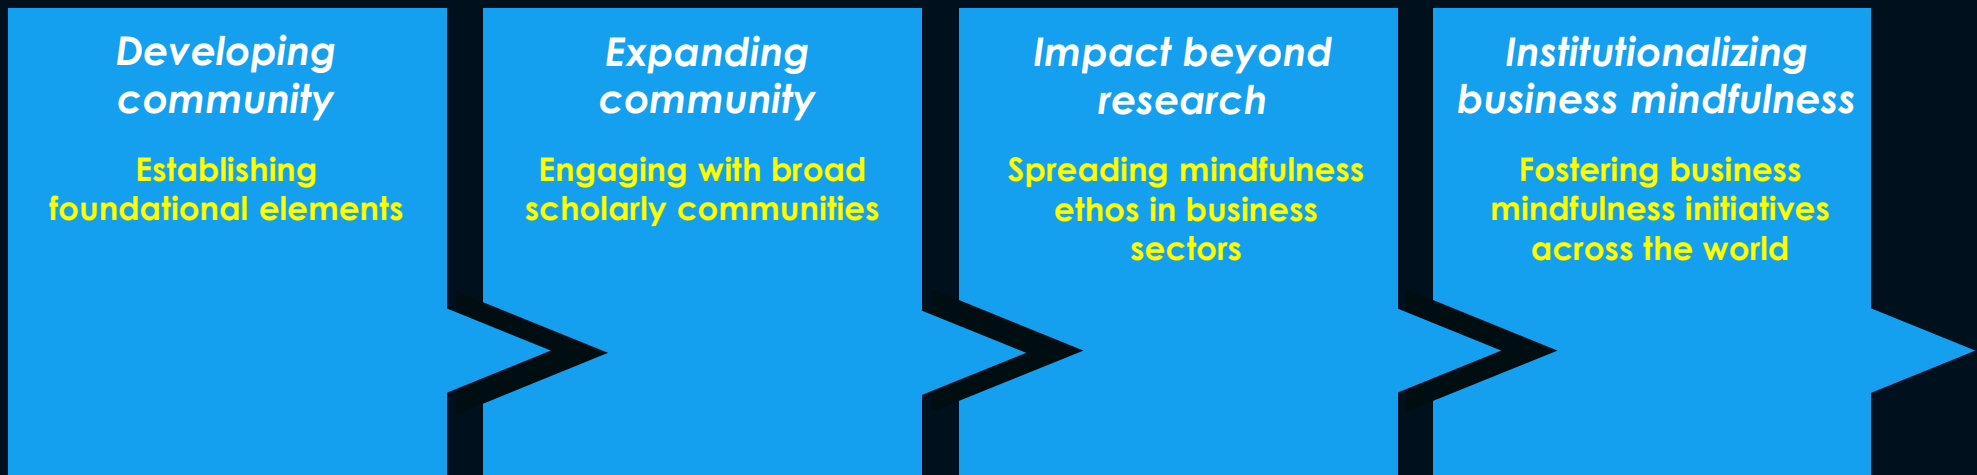 Developing
community
Establishing
foundational elements
Expanding
community
Engaging with broad
scholarly communities
Impact beyond
research
Spreading mindfulness
ethos in business
sectors
Institutionalizing
business mindfulness
Fostering business
mindfulness initiatives
across the world